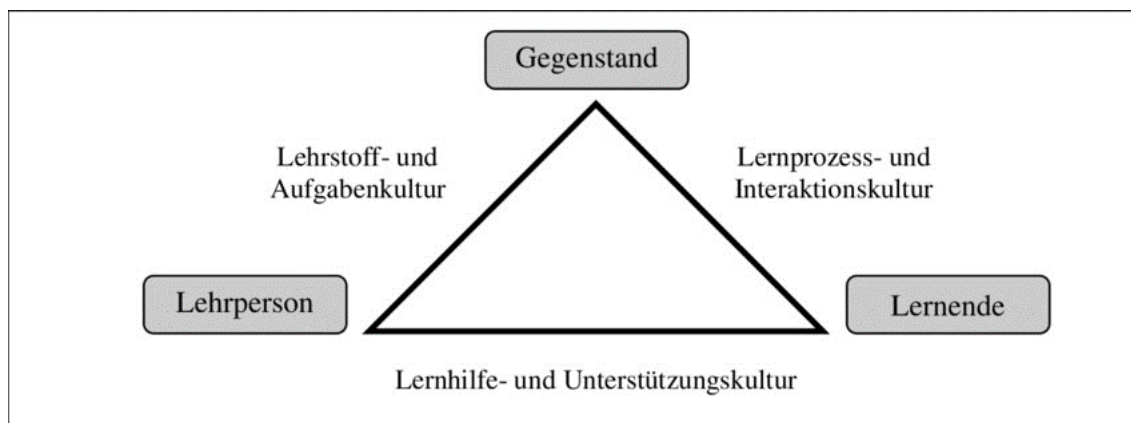 Gegenstand
Lehrstoff- und
Aufgabenkultur
Lernprozess- und
Interaktionskultur
Lehrperson
Lernende
Lernhilfe- und Unterstützungskultur